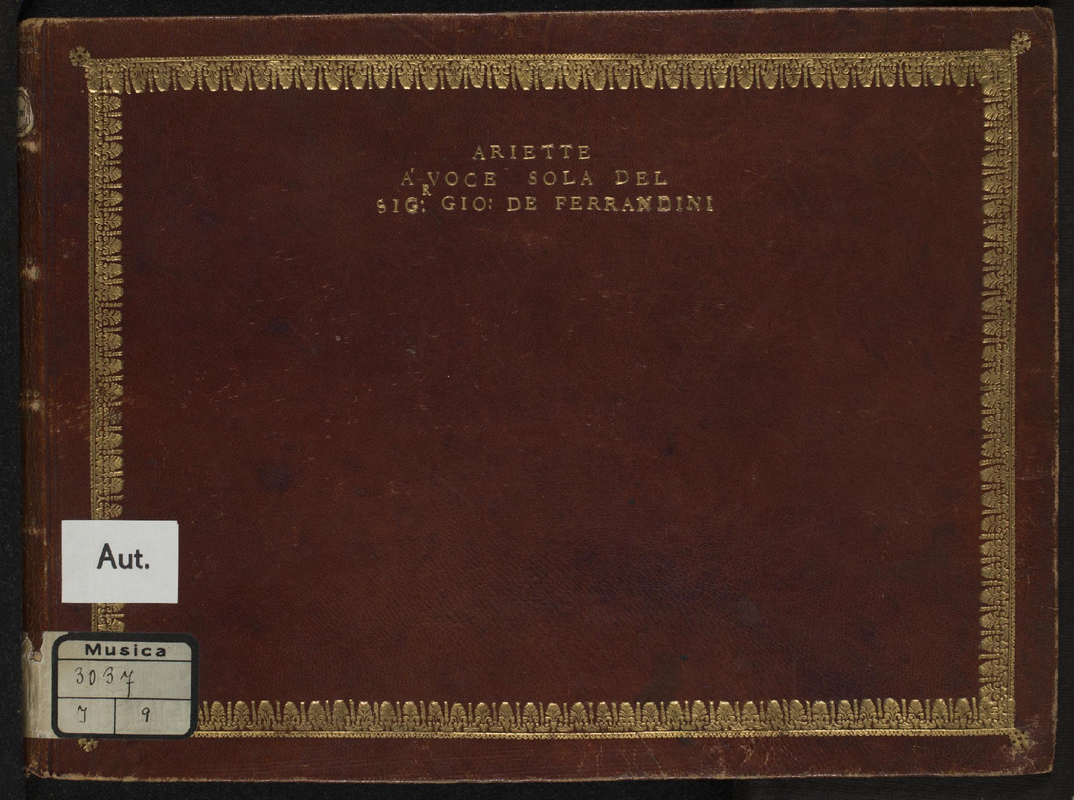 ARIETTE
A' VOCE SOLA DEL
SIG:R GIO: DE FERRANDINI
Aut.
Musica
3037
J 9